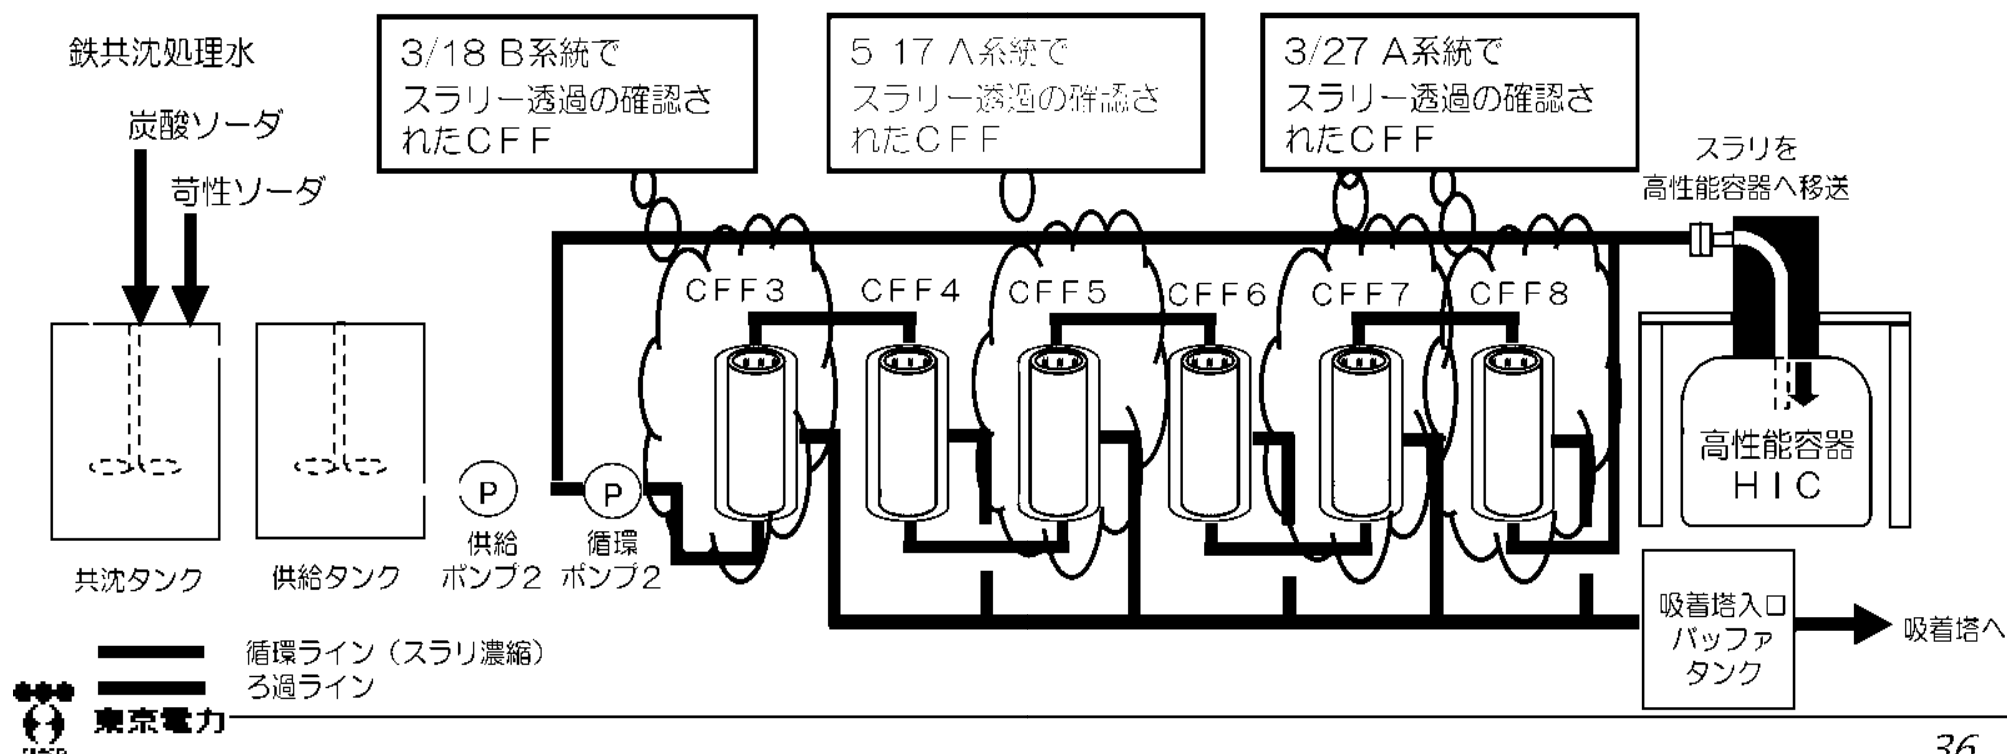 鉄共沈処理水
炭酸ソーダ
苛性ソーダ
3/18 B系統で
スラリー透過の確認さ
れたCFF
5 17 A系統で
スラリー透過の確認さ
れたCFF
3/27 A系統で
スラリー透過の確認さ
れたCFF
スラリを
高性能容器へ移送
CFF3
CFF4
CFF5
CFF6
CFF7
CFF8
高性能容器
HIC
P
P
供給
ポンプ2
循環
ポンプ2
共沈タンク
供給タンク
吸着塔入口
バッファ
タンク
吸着塔へ
循環ライン（スラリ濃縮）
ろ過ライン
東京電力
36